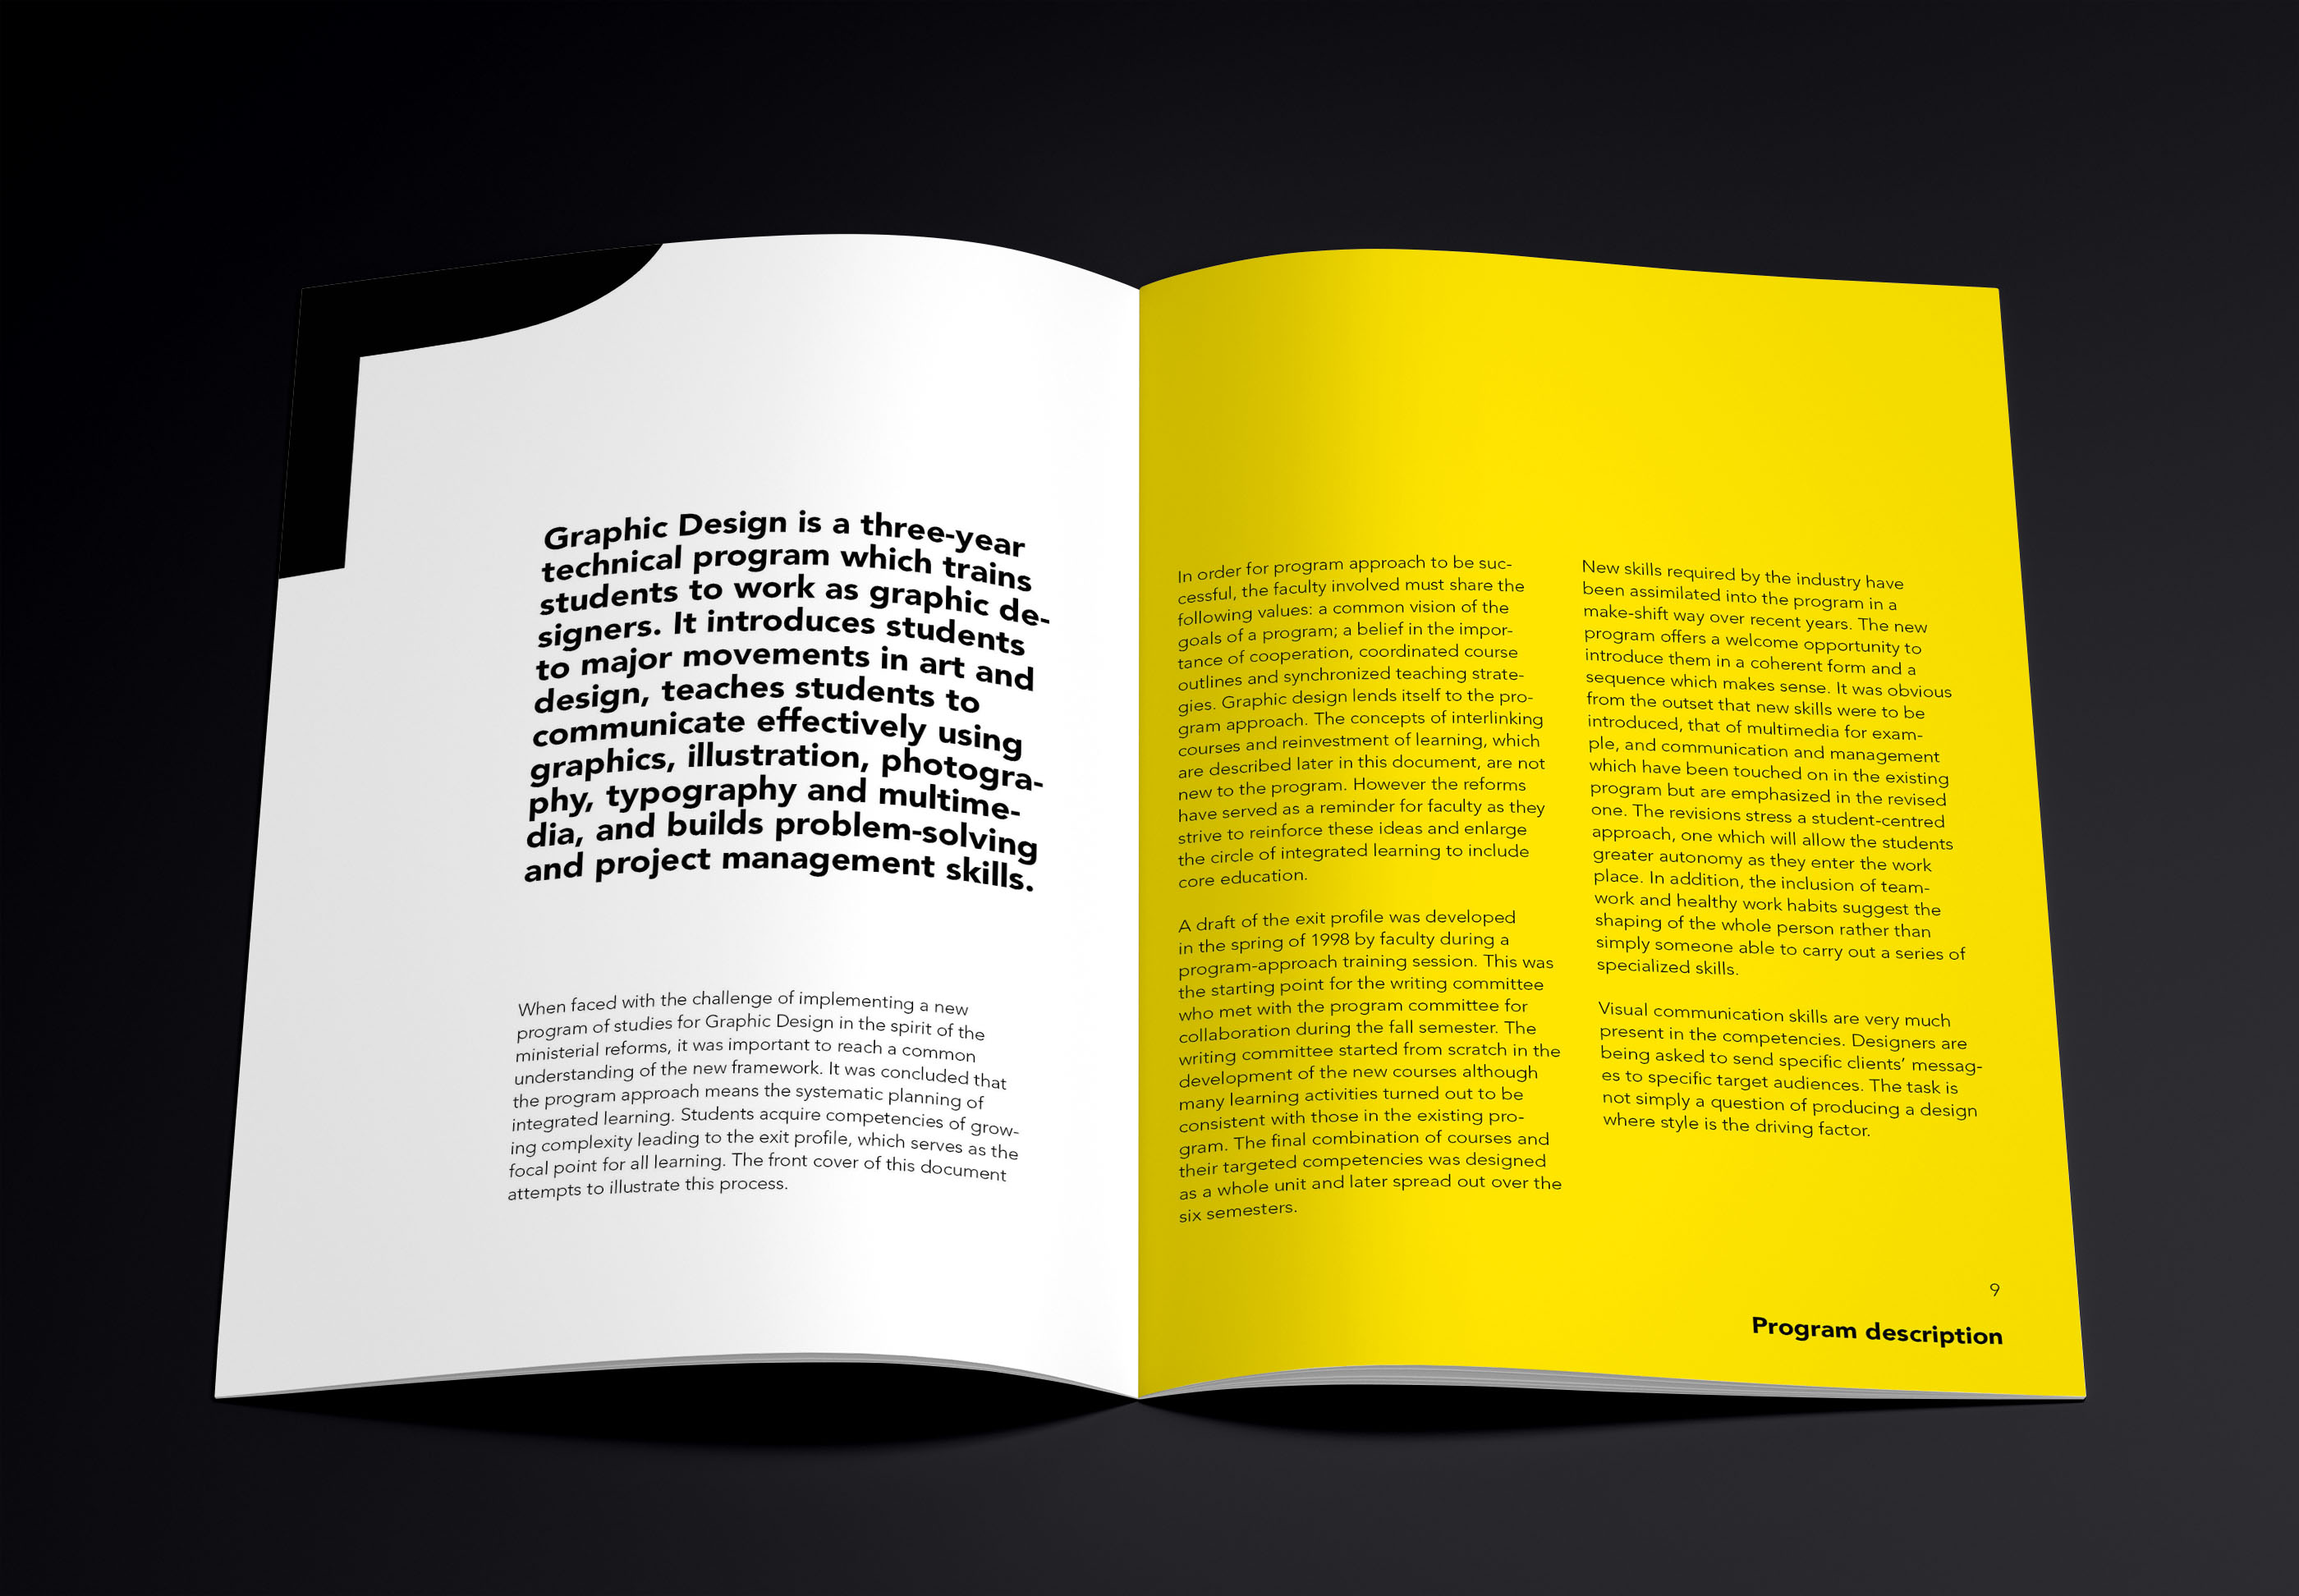 Graphic Design is a three-year
technical program which trains
students to work as graphic de-
signers. It introduces students
to major movements in art and
design, teaches students to
communicate effectively using
graphics, illustration, photogra-
phy, typography and multime-
dia, and builds problem-solving
and project management skills.
When faced with the challenge of implementing a new
program of studies for Graphic Design in the spirit of the
ministerial reforms, it was important to reach a common
understanding of the new framework. It was concluded that
the program approach means the systematic planning of
integrated learning. Students acquire competencies of grow-
ing complexity leading to the exit profile, which serves as the
focal point for all learning. The front cover of this document
attempts to illustrate this process.
In order for program approach to be suc-
cessful, the faculty involved must share the
following values: a common vision of the
goals of a program; a belief in the impor-
tance of cooperation, coordinated course
outlines and synchronized teaching strate-
gies. Graphic design lends itself to the pro-
gram approach. The concepts of interlinking
courses and reinvestment of learning, which
are described later in this document, are not
new to the program. However the reforms
have served as a reminder for faculty as they
strive to reinforce these ideas and enlarge
the circle of integrated learning to include
core education.
A draft of the exit profile was developed
in the spring of 1998 by faculty during a
program-approach training session. This was
the starting point for the writing committee
who met with the program committee for
collaboration during the fall semester. The
writing committee started from scratch in the
development of the new courses although
many learning activities turned out to be
consistent with those in the existing pro-
gram. The final combination of courses and
their targeted competencies was designed
as a whole unit and later spread out over the
six semesters.
New skills required by the industry have
been assimilated into the program in a
make-shift way over recent years. The new
program offers a welcome opportunity to
introduce them in a coherent form and a
sequence which makes sense. It was obvious
from the outset that new skills were to be
introduced, that of multimedia for exam-
ple, and communication and management
which have been touched on in the existing
program but are emphasized in the revised
one. The revisions stress a student-centred
approach, one which will allow the students
greater autonomy as they enter the work
place. In addition, the inclusion of team-
work and healthy work habits suggest the
shaping of the whole person rather than
simply someone able to carry out a series of
specialized skills.
Visual communication skills are very much
present in the competencies. Designers are
being asked to send specific clients’ messag-
es to specific target audiences. The task is
not simply a question of producing a design
where style is the driving factor.
9
Program description